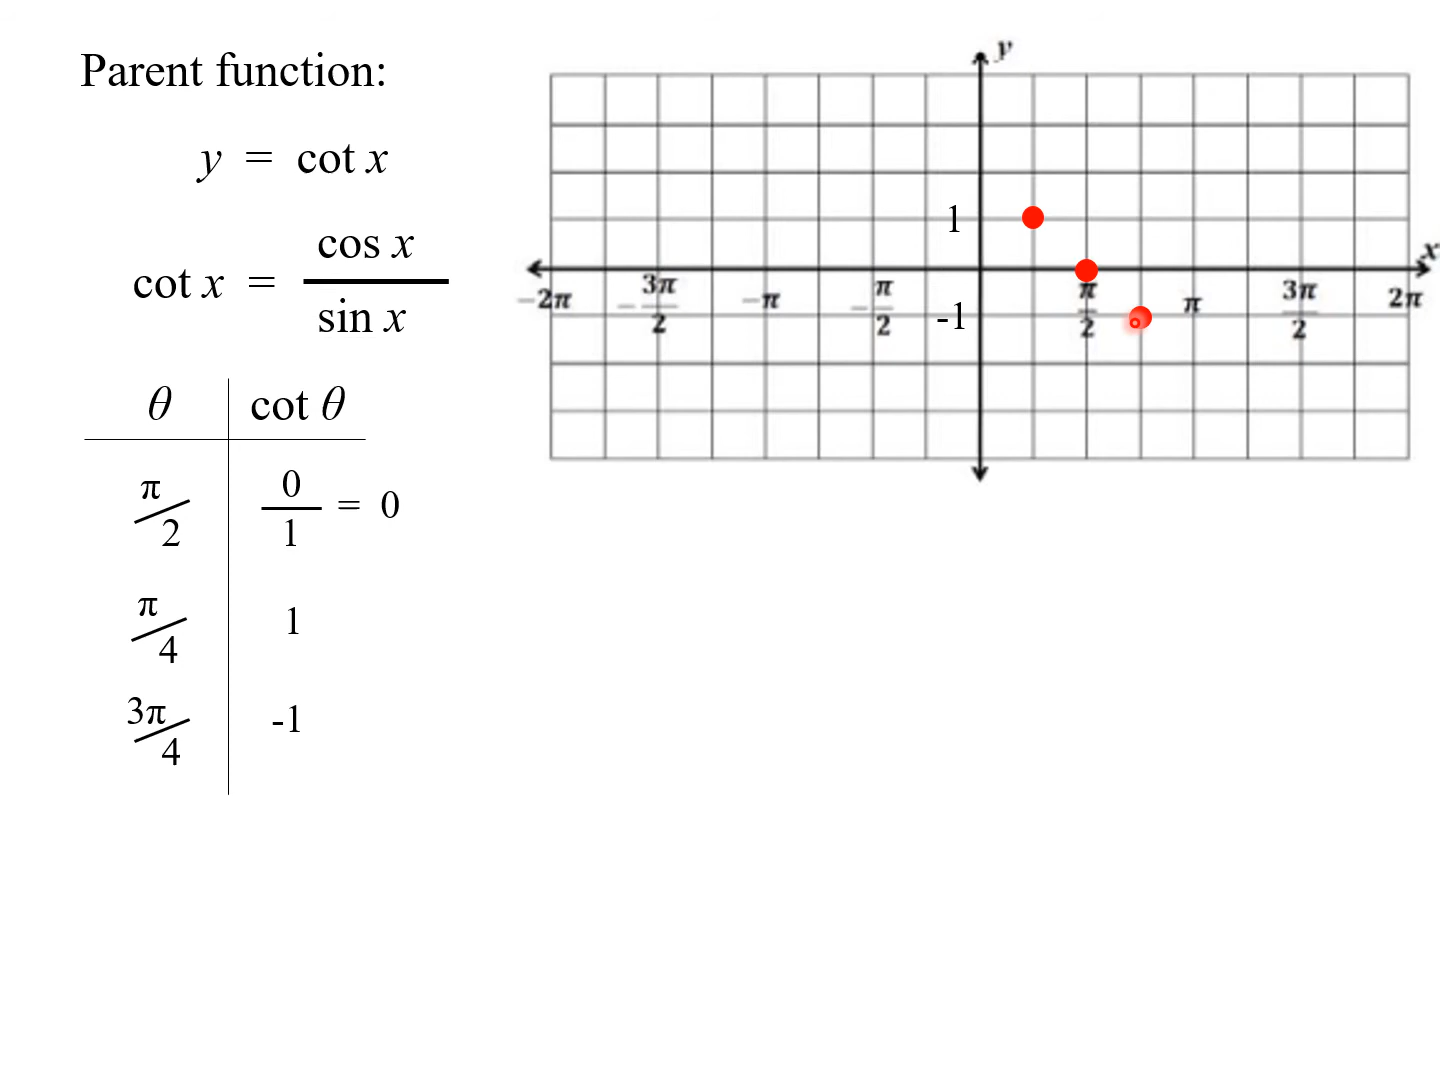 Parent function:
y = cot x
cot x = cos x / sin x
θ cot θ
π/2 0/1 = 0
π/4 1
3π/4 -1
y
1
x
-2π -3π/2 -π -π/2 -1 π/2 π 3π/2 2π